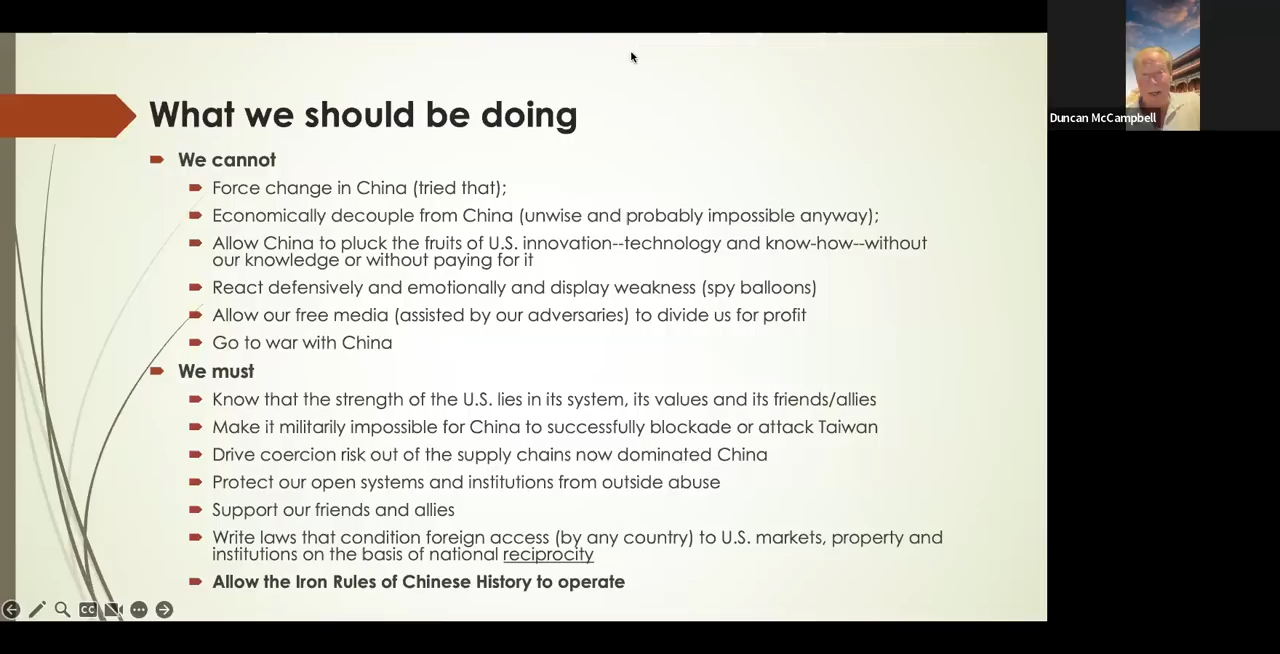 What we should be doing
We cannot
Force change in China (tried that);
Economically decouple from China (unwise and probably impossible anyway);
Allow China to pluck the fruits of U.S. innovation--technology and know-how--without
our knowledge or without paying for it
React defensively and emotionally and display weakness (spy balloons)
Allow our free media (assisted by our adversaries) to divide us for profit
Go to war with China
We must
Know that the strength of the U.S. lies in its system, its values and its friends/allies
Make it militarily impossible for China to successfully blockade or attack Taiwan
Drive coercion risk out of the supply chains now dominated China
Protect our open systems and institutions from outside abuse
Support our friends and allies
Write laws that condition foreign access (by any country) to U.S. markets, property and
institutions on the basis of national reciprocity
Allow the Iron Rules of Chinese History to operate
CC
Duncan McCampbell